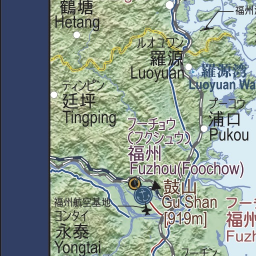 鶴塘
Hetang
福州
ルオユワン
羅源
Luoyuan
羅源湾
Luoyuan Wa
ティンピン
廷坪
Tingping
プーコウ
浦口
Pukou
フーチョウ
(フクシュウ)
福州
Fuzhou(Foochow)
鼓山
Gu Shan
[919m]
福州航空基地
ヨンタイ
永泰
Yongtai
フーチ
福州
Fuzh